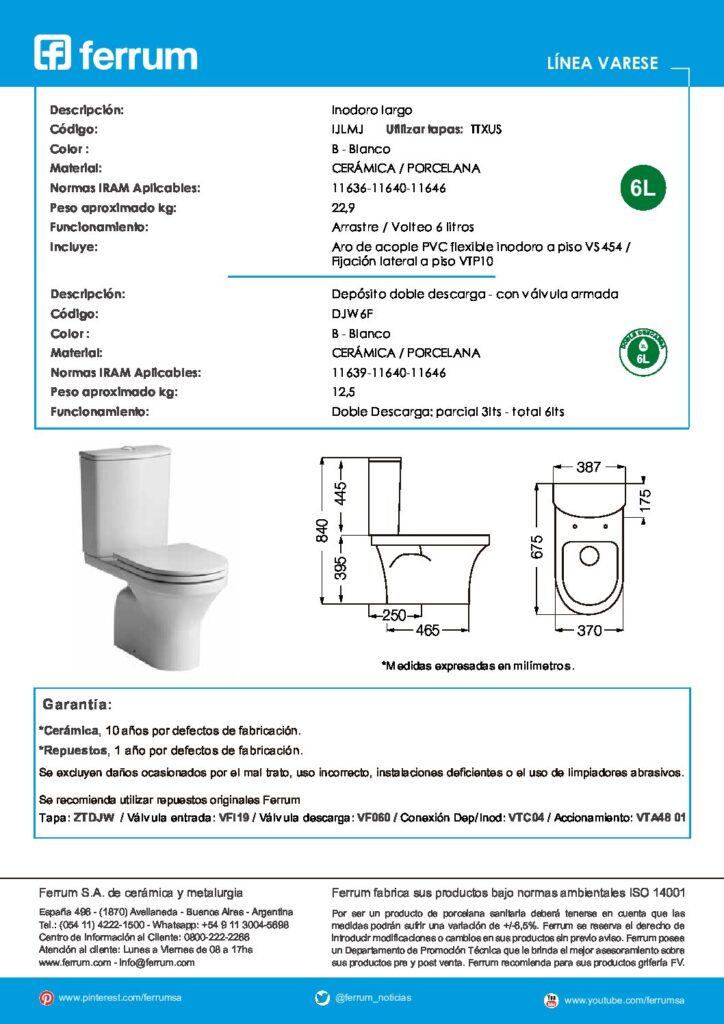 ferrum
LÍNEA VARESE
Descripción: Inodoro largo
Código: IJLMJ Utilizar tapas: TTXUS
Color : B - Blanco
Material: CERÁMICA / PORCELANA
Normas IRAM Aplicables: 11636-11640-11646
Peso aproximado kg: 22,9
Funcionamiento: Arrastre / Volteo 6 litros
Incluye: Aro de acople PVC flexible inodoro a piso VS454 /
Fijación lateral a piso VTP10
6L
Descripción: Depósito doble descarga - con válvula armada
Código: DJW6F
Color : B - Blanco
Material: CERÁMICA / PORCELANA
Normas IRAM Aplicables: 11639-11640-11646
Peso aproximado kg: 12,5
Funcionamiento: Doble Descarga: parcial 3lts - total 6lts
DOBLE DESCARGA
6L
840
445
395
250
465
387
175
675
370
*Medidas expresadas en milímetros.
Garantía:
*Cerámica, 10 años por defectos de fabricación.
*Repuestos, 1 año por defectos de fabricación.
Se excluyen daños ocasionados por el mal trato, uso incorrecto, instalaciones deficientes o el uso de limpiadores abrasivos.
Se recomienda utilizar repuestos originales Ferrum
Tapa: ZTDJW / Válvula entrada: VFI19 / Válvula descarga: VF060 / Conexión Dep/Inod: VTC04 / Accionamiento: VTA48 01
Ferrum S.A. de cerámica y metalurgia
España 496 - (1870) Avellaneda - Buenos Aires - Argentina
Tel.: (054 11) 4222-1500 - Whatsapp: +54 9 11 3004-5698
Centro de Información al Cliente: 0800-222-2266
Atención al cliente: Lunes a Viernes de 08 a 17hs
www.ferrum.com - info@ferrum.com
Ferrum fabrica sus productos bajo normas ambientales ISO 14001
Por ser un producto de porcelana sanitaria deberá tenerse en cuenta que las
medidas podrán sufrir una variación de +/-6,5%. Ferrum se reserva el derecho de
introducir modificaciones o cambios en sus productos sin previo aviso. Ferrum posee
un Departamento de Promoción Técnica que le brinda el mejor asesoramiento sobre
sus productos pre y post venta. Ferrum recomienda para sus productos grifería FV.
www.pinterest.com/ferrumsa
@ferrum_noticias
www.youtube.com/ferrumsa